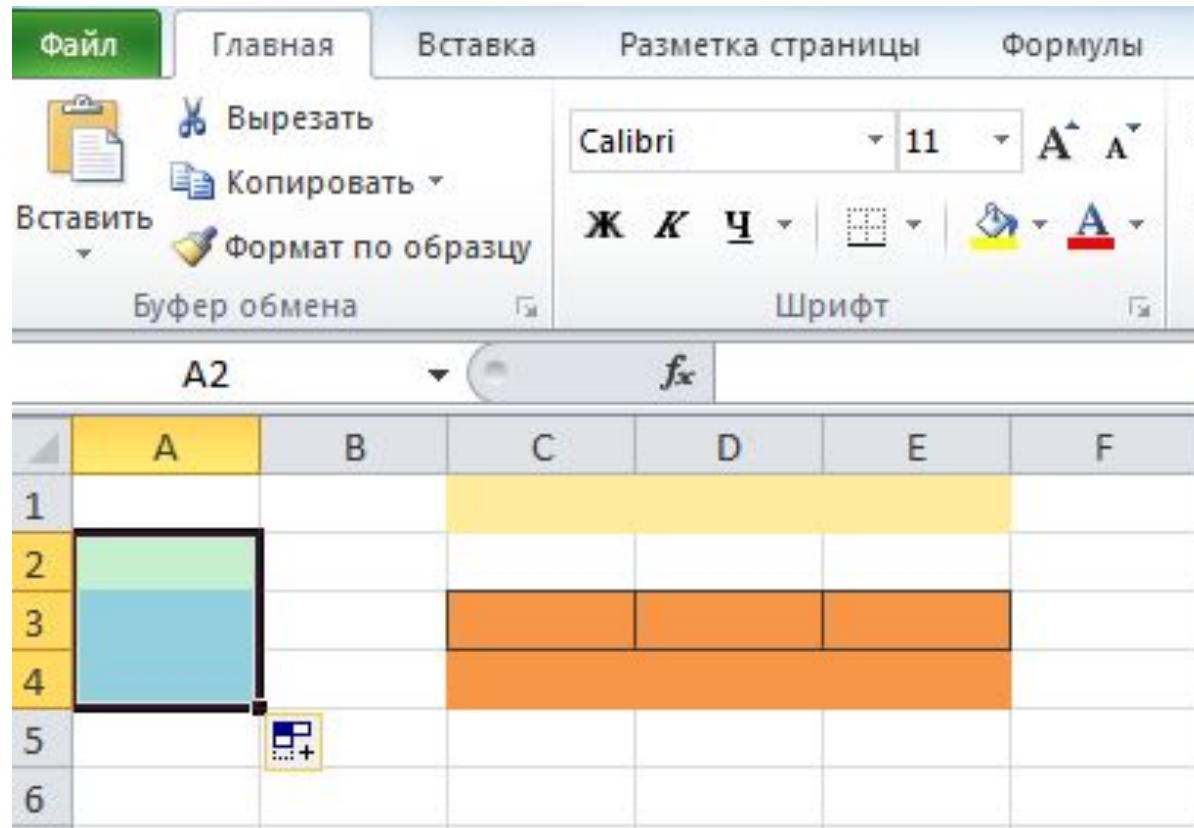 Файл Главная Вставка Разметка страницы Формулы
Вырезать
Копировать
Формат по образцу
Вставить
Буфер обмена
Calibri 11 A A
Ж К Ч A
Шрифт
A2 fx
A B C D E F
1
2
3
4
5
6